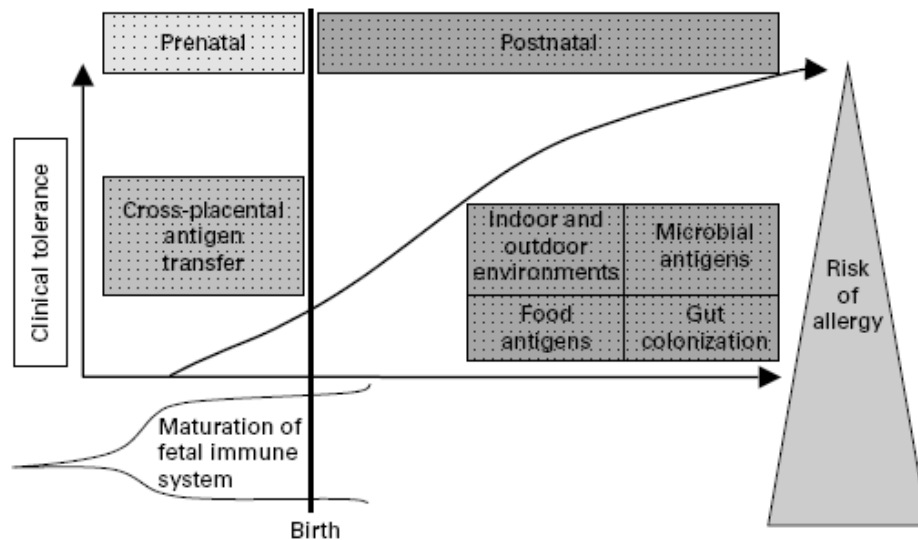 Prenatal
Postnatal
Clinical tolerance
Cross-placental
antigen
transfer
Indoor and
outdoor
environments
Microbial
antigens
Food
antigens
Gut
colonization
Risk
of
allergy
Maturation of
fetal immune
system
Birth